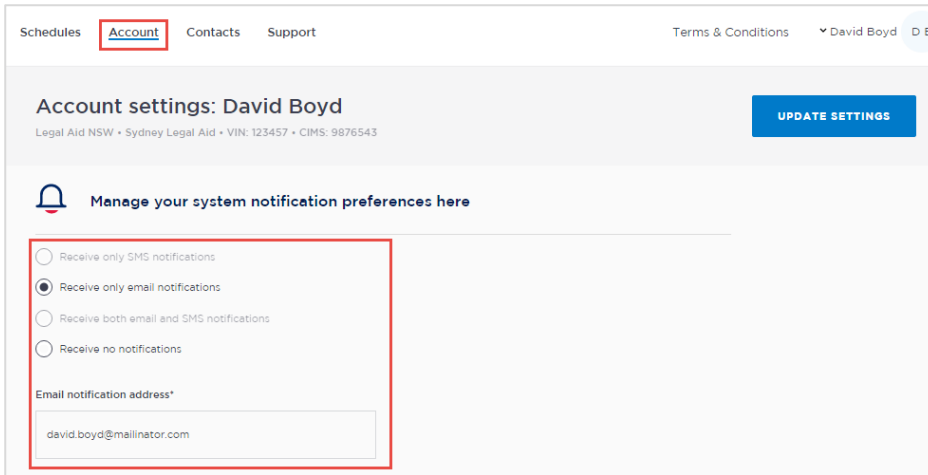 Schedules Account Contacts Support Terms & Conditions David Boyd D B
Account settings: David Boyd
Legal Aid NSW • Sydney Legal Aid • VIN: 123457 • CIMS: 9876543
UPDATE SETTINGS
Manage your system notification preferences here
Receive only SMS notifications
Receive only email notifications
Receive both email and SMS notifications
Receive no notifications
Email notification address*
david.boyd@mailinator.com